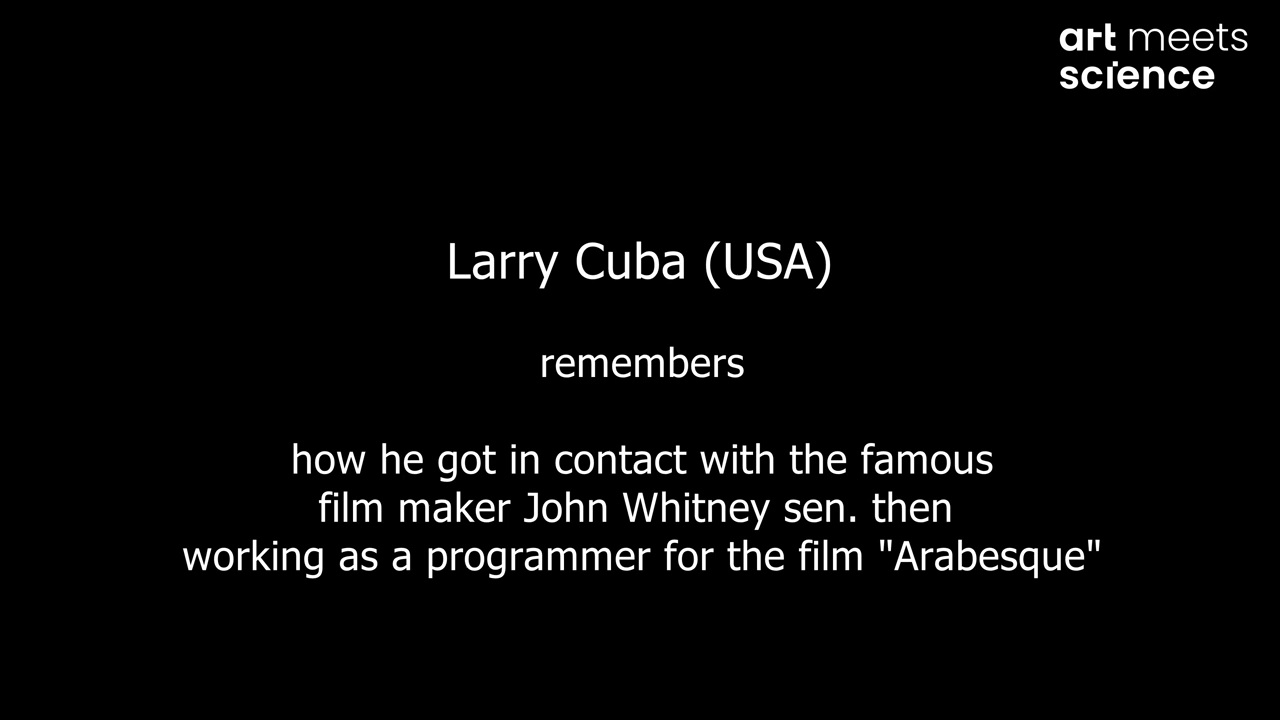 art meets
science
Larry Cuba (USA)
remembers
how he got in contact with the famous
film maker John Whitney sen. then
working as a programmer for the film "Arabesque"